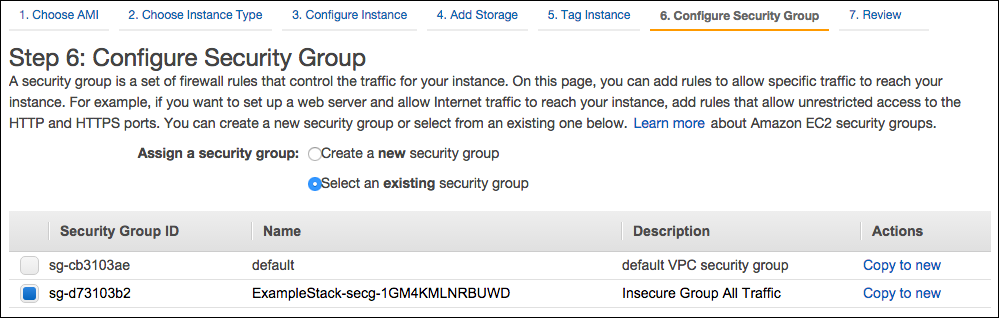 1. Choose AMI 2. Choose Instance Type 3. Configure Instance 4. Add Storage 5. Tag Instance 6. Configure Security Group 7. Review
Step 6: Configure Security Group
A security group is a set of firewall rules that control the traffic for your instance. On this page, you can add rules to allow specific traffic to reach your
instance. For example, if you want to set up a web server and allow Internet traffic to reach your instance, add rules that allow unrestricted access to the
HTTP and HTTPS ports. You can create a new security group or select from an existing one below. Learn more about Amazon EC2 security groups.
Assign a security group: Create a new security group
Select an existing security group
Security Group ID Name Description Actions
sg-cb3103ae default default VPC security group Copy to new
sg-d73103b2 ExampleStack-secg-1GM4KMLNRBUWD Insecure Group All Traffic Copy to new